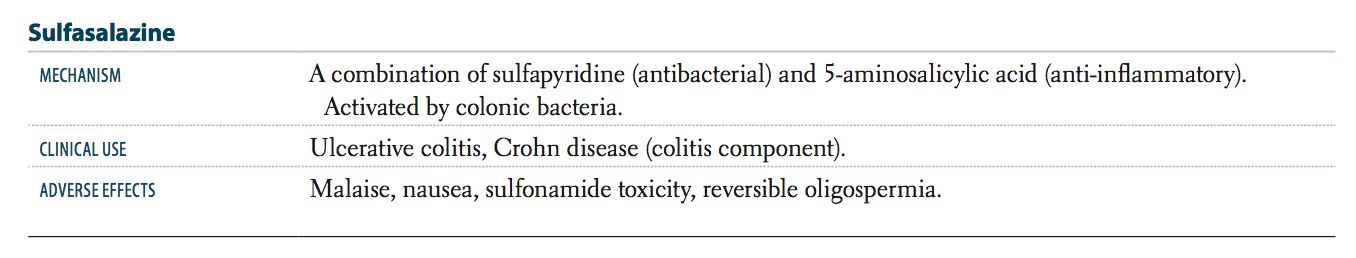 Sulfasalazine
MECHANISM A combination of sulfapyridine (antibacterial) and 5-aminosalicylic acid (anti-inflammatory).
Activated by colonic bacteria.
CLINICAL USE Ulcerative colitis, Crohn disease (colitis component).
ADVERSE EFFECTS Malaise, nausea, sulfonamide toxicity, reversible oligospermia.